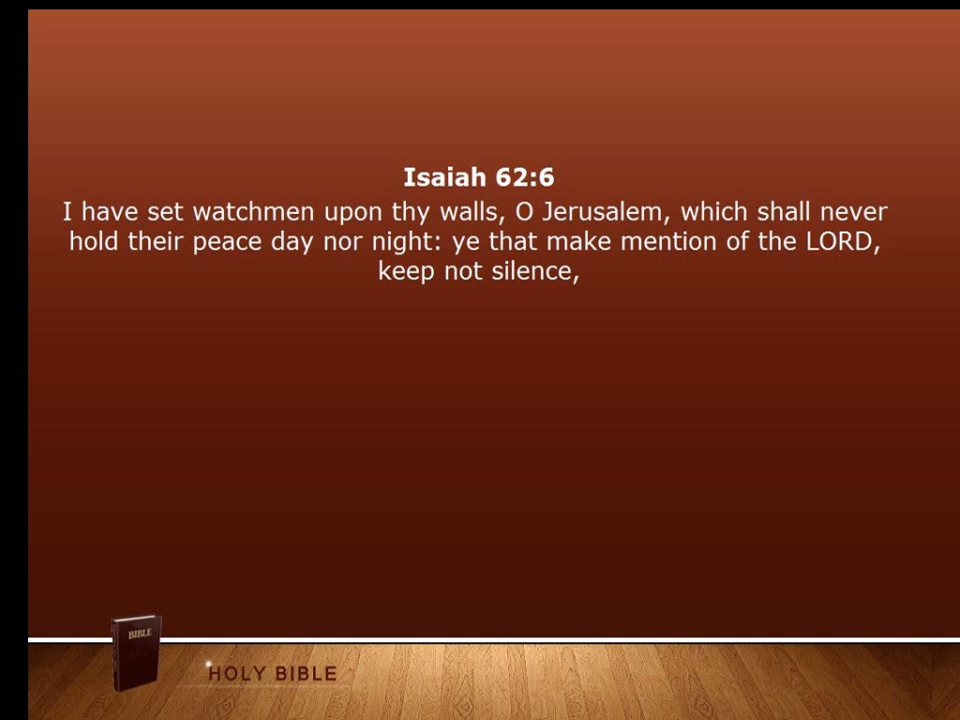 Isaiah 62:6
I have set watchmen upon thy walls, O Jerusalem, which shall never
hold their peace day nor night: ye that make mention of the LORD,
keep not silence,
BIBLE
HOLY BIBLE